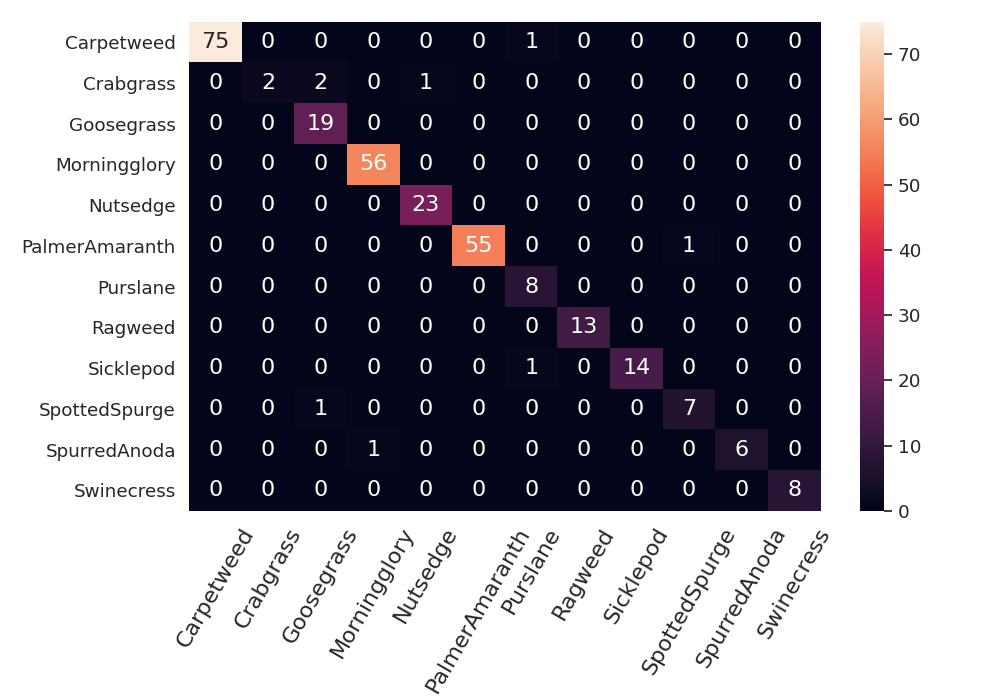 Carpetweed 75 0 0 0 0 0 1 0 0 0 0 0
Crabgrass 0 2 2 0 1 0 0 0 0 0 0 0
Goosegrass 0 0 19 0 0 0 0 0 0 0 0 0
Morningglory 0 0 0 56 0 0 0 0 0 0 0 0
Nutsedge 0 0 0 0 23 0 0 0 0 0 0 0
PalmerAmaranth 0 0 0 0 0 55 0 0 0 1 0 0
Purslane 0 0 0 0 0 0 8 0 0 0 0 0
Ragweed 0 0 0 0 0 0 0 13 0 0 0 0
Sicklepod 0 0 0 0 0 0 1 0 14 0 0 0
SpottedSpurge 0 0 1 0 0 0 0 0 0 7 0 0
SpurredAnoda 0 0 0 1 0 0 0 0 0 0 6 0
Swinecress 0 0 0 0 0 0 0 0 0 0 0 8
Carpetweed
Crabgrass
Goosegrass
Morningglory
Nutsedge
PalmerAmaranth
Purslane
Ragweed
Sicklepod
SpottedSpurge
SpurredAnoda
Swinecress
70
60
50
40
30
20
10
0